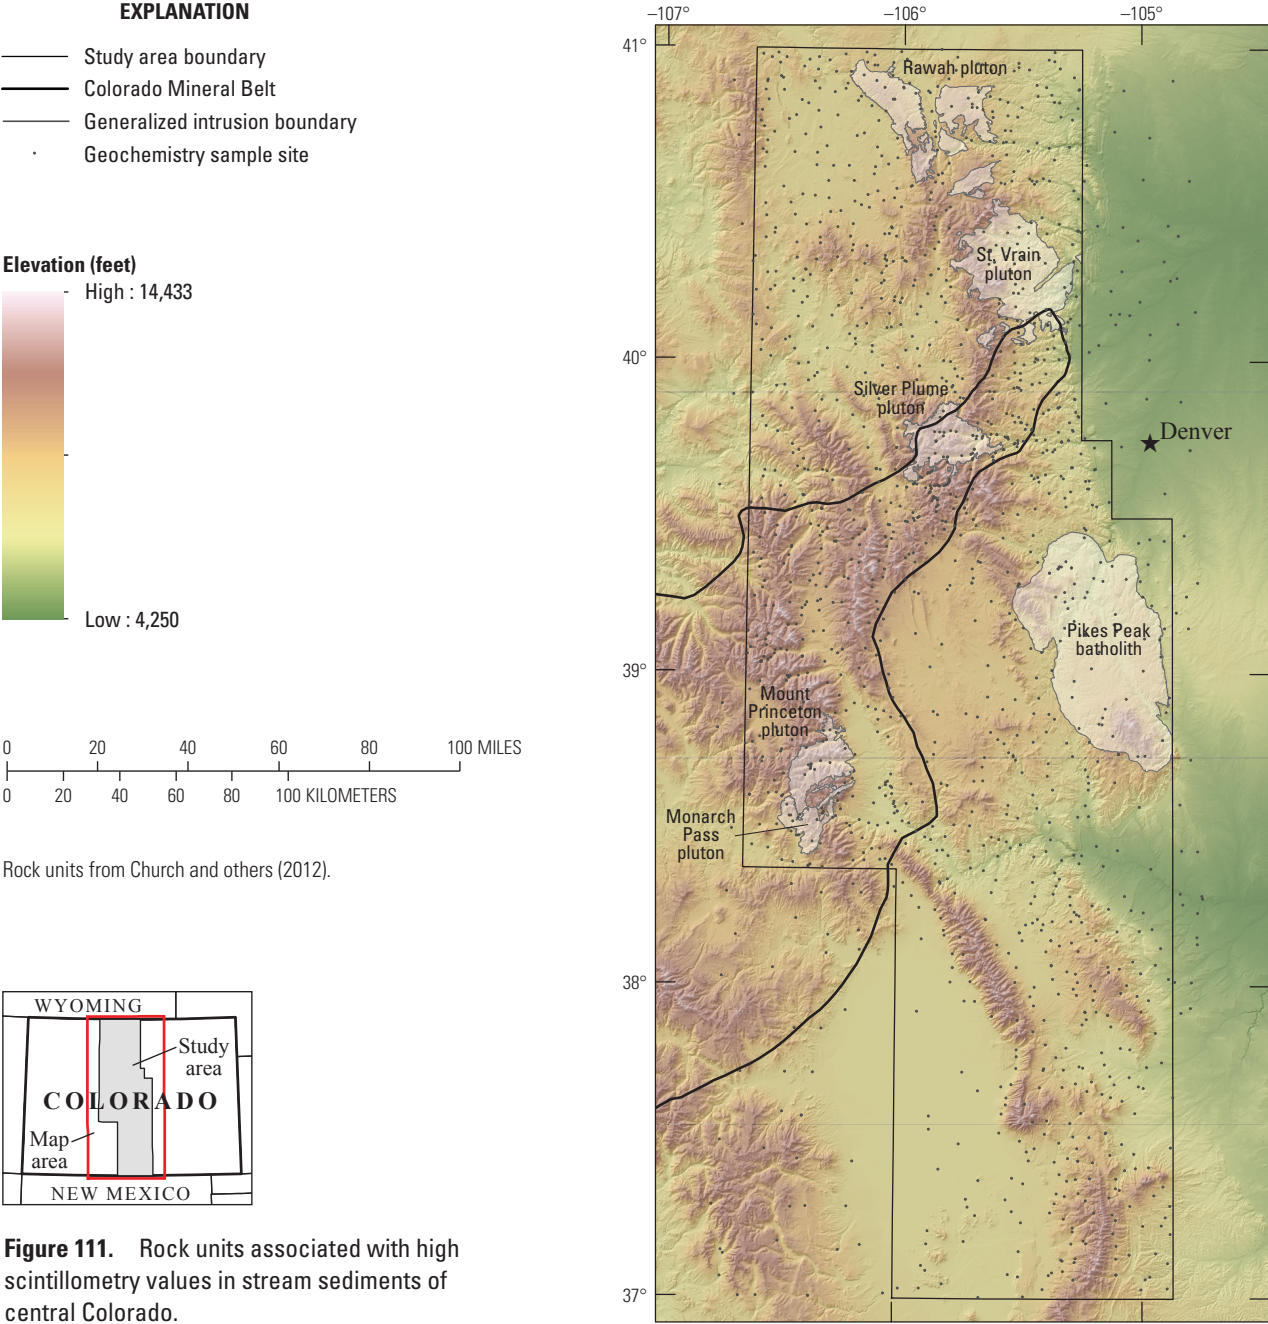 EXPLANATION
Study area boundary
Colorado Mineral Belt
Generalized intrusion boundary
Geochemistry sample site
Elevation (feet)
High : 14,433
Low : 4,250
0 20 40 60 80 100 MILES
0 20 40 60 80 100 KILOMETERS
Rock units from Church and others (2012).
WYOMING
Study
area
COLORADO
Map
area
NEW MEXICO
Figure 111. Rock units associated with high
scintillometry values in stream sediments of
central Colorado.
–107° –106° –105°
41°
40°
39°
38°
37°
Rawah pluton
St. Vrain
pluton
Silver Plume
pluton
Denver
Pikes Peak
batholith
Mount
Princeton
pluton
Monarch
Pass
pluton